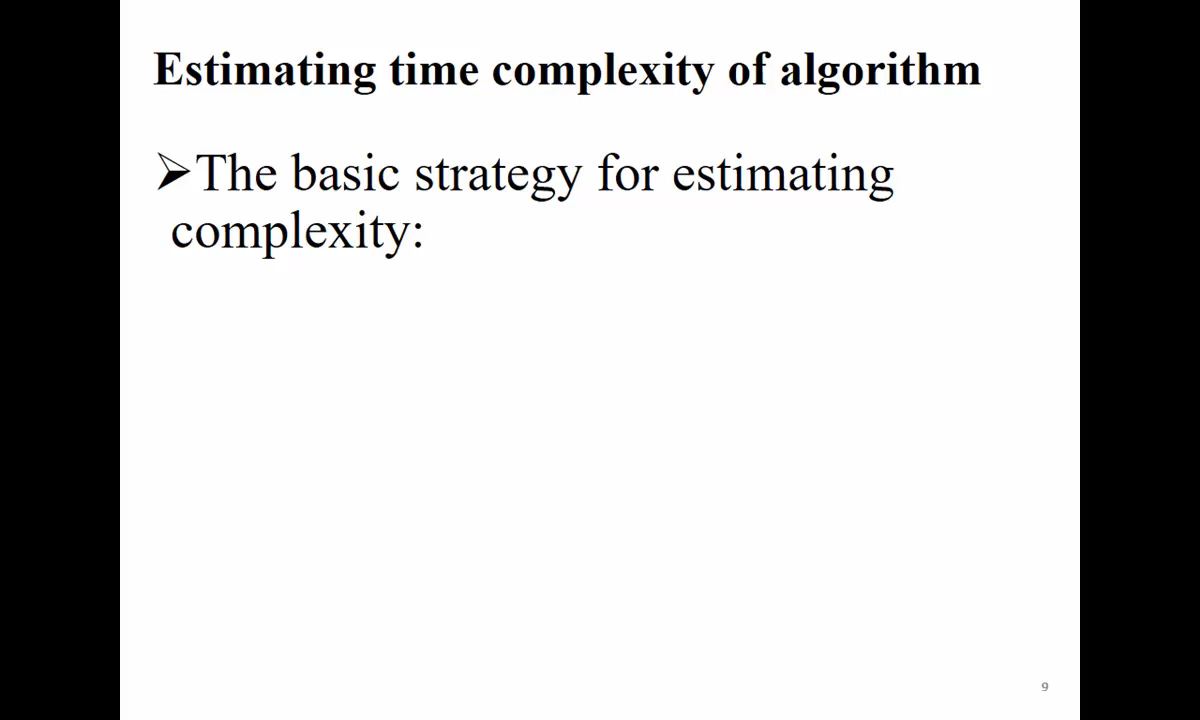 Estimating time complexity of algorithm
➢The basic strategy for estimating
complexity:
9